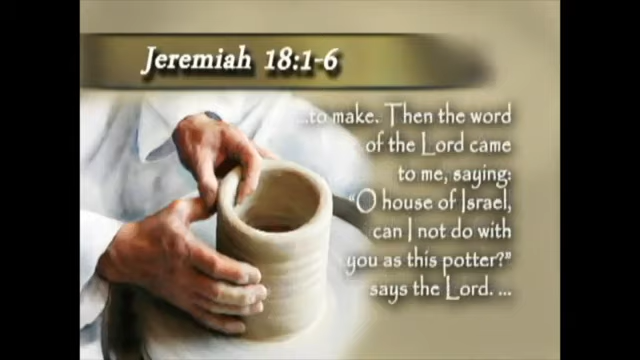 Jeremiah 18:1-6
...to make. Then the word
of the Lord came
to me, saying:
"O house of Israel,
can I not do with
you as this potter?"
says the Lord. ...